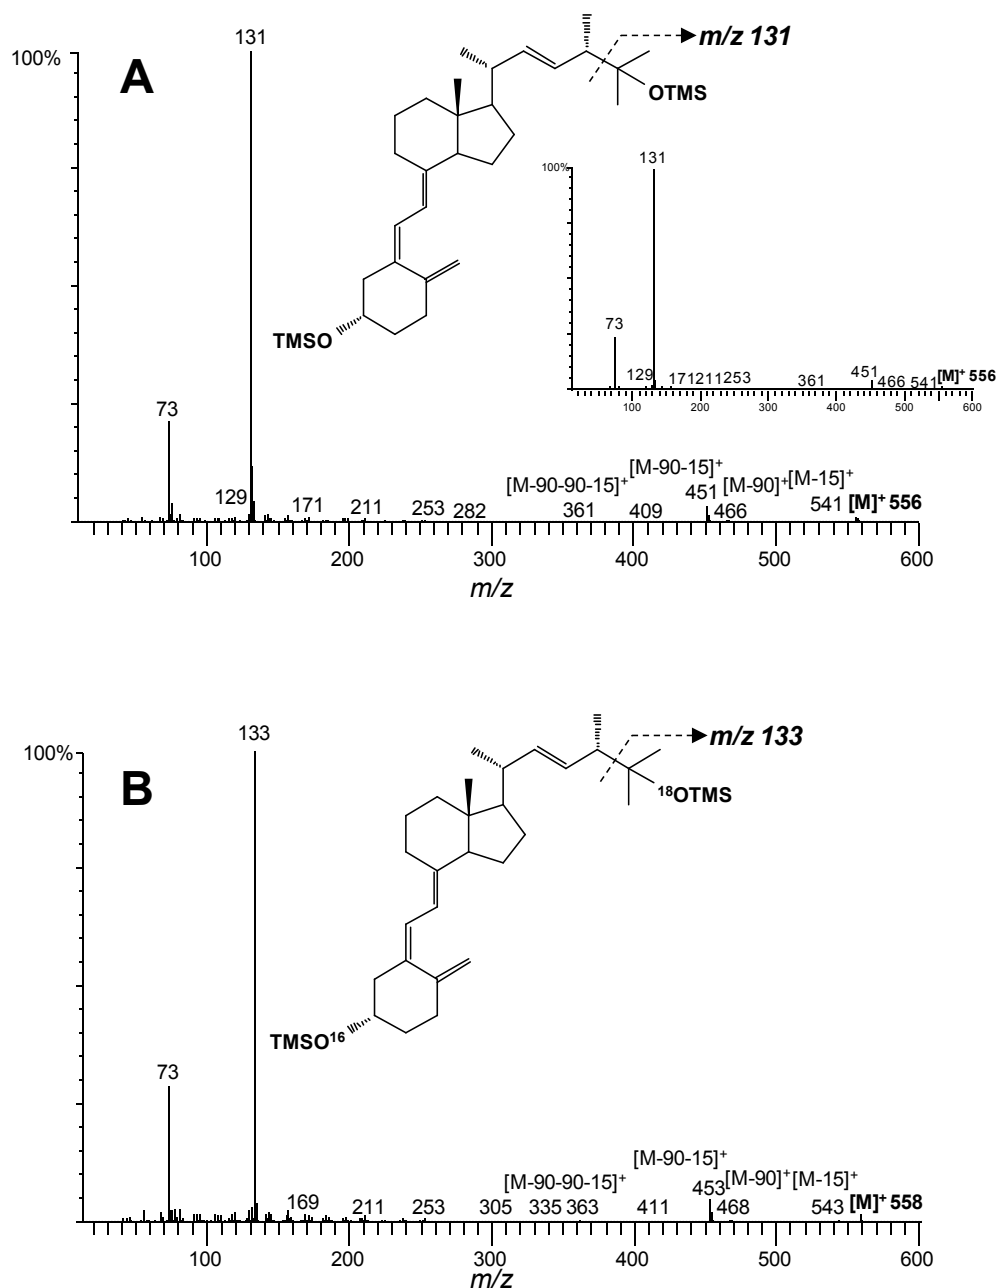 131
100%
A
m/z 131
OTMS
100%
131
73
129
171
211
253
361
451
466
541
[M]⁺ 556
100
200
300
400
500
600
TMSO
73
129
171
211
253
282
[M-90-90-15]⁺
361
[M-90-15]⁺
409
451
[M-90]⁺
466
[M-15]⁺
541
[M]⁺ 556
100
200
300
400
500
600
m/z
133
100%
B
m/z 133
¹⁸OTMS
TMSO¹⁶
73
169
211
253
305
[M-90-90-15]⁺
335
363
[M-90-15]⁺
411
453
[M-90]⁺
468
[M-15]⁺
543
[M]⁺ 558
100
200
300
400
500
600
m/z